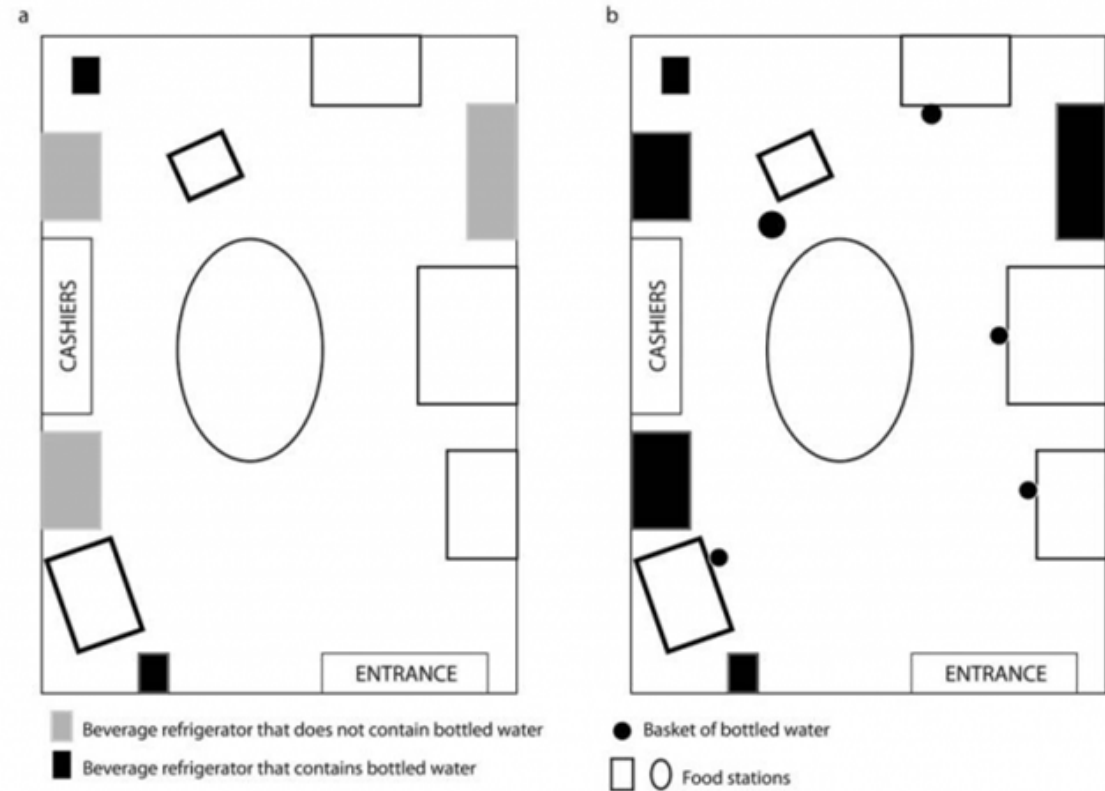 a
b
CASHIERS
CASHIERS
ENTRANCE
ENTRANCE
Beverage refrigerator that does not contain bottled water
Basket of bottled water
Beverage refrigerator that contains bottled water
Food stations